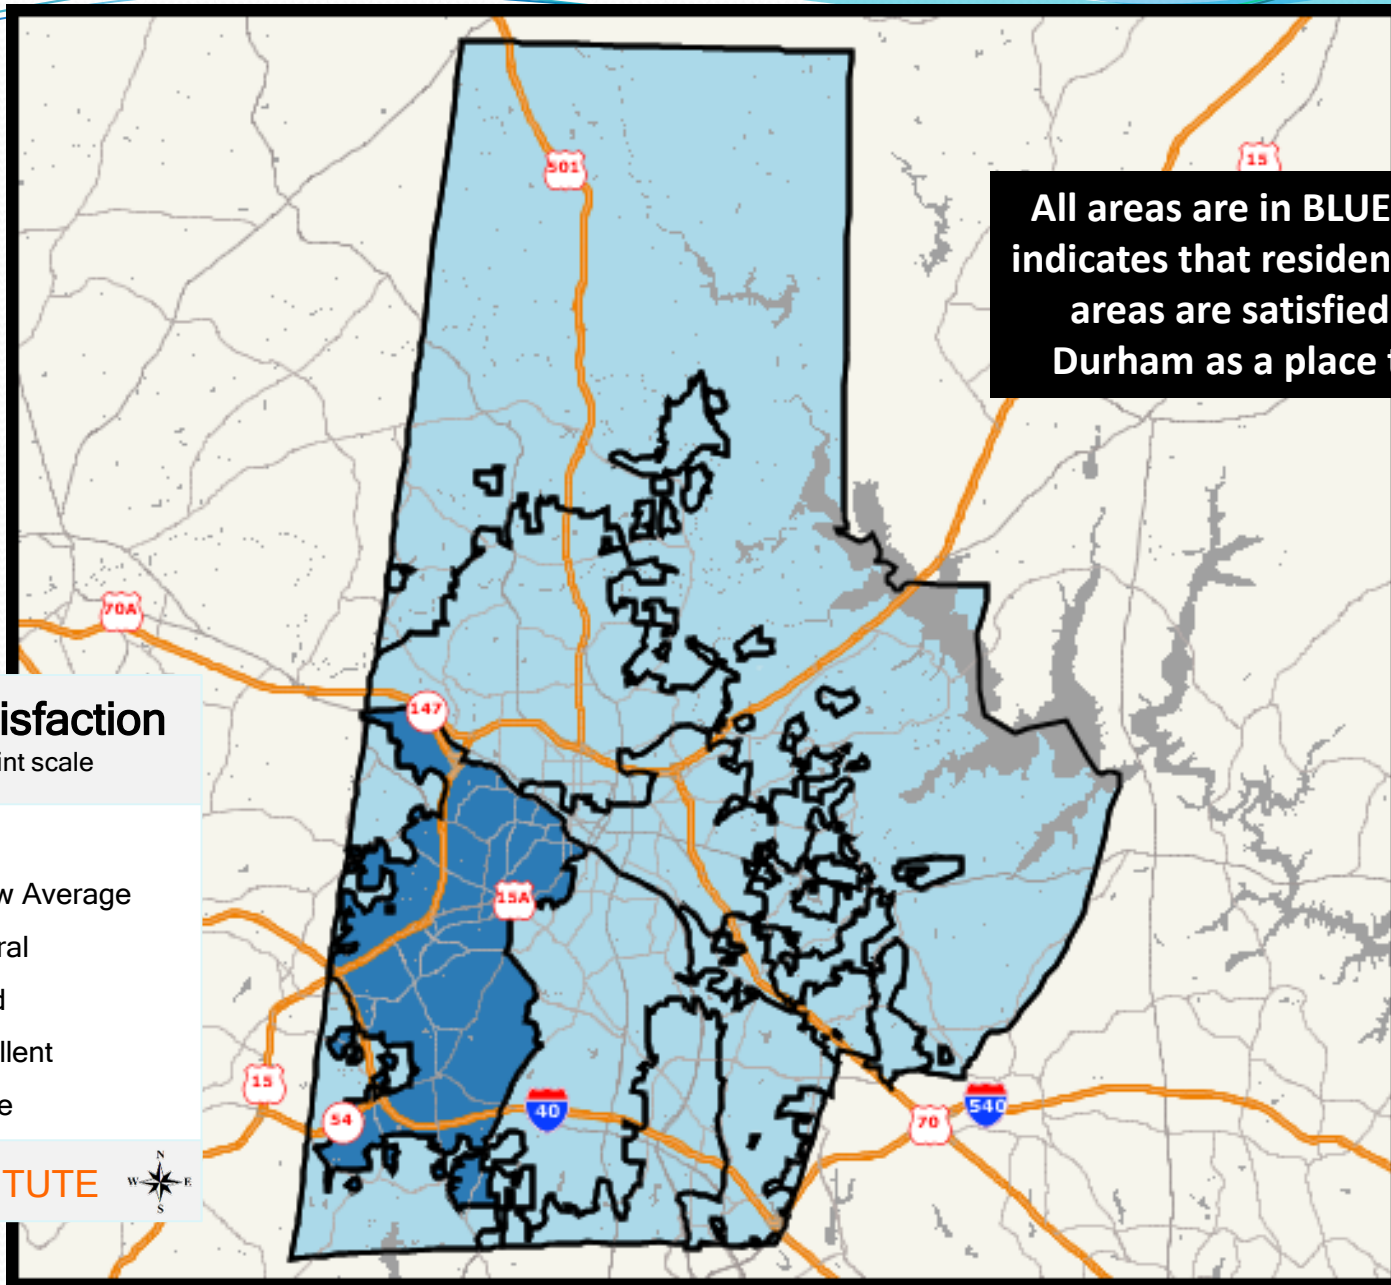 501
15
All areas are in BLUE
indicates that residen
areas are satisfied
Durham as a place t
70A
147
isfaction
int scale
w Average
15A
ral
d
llent
e
15
54
40
540
70
TUTE
N
W E
S